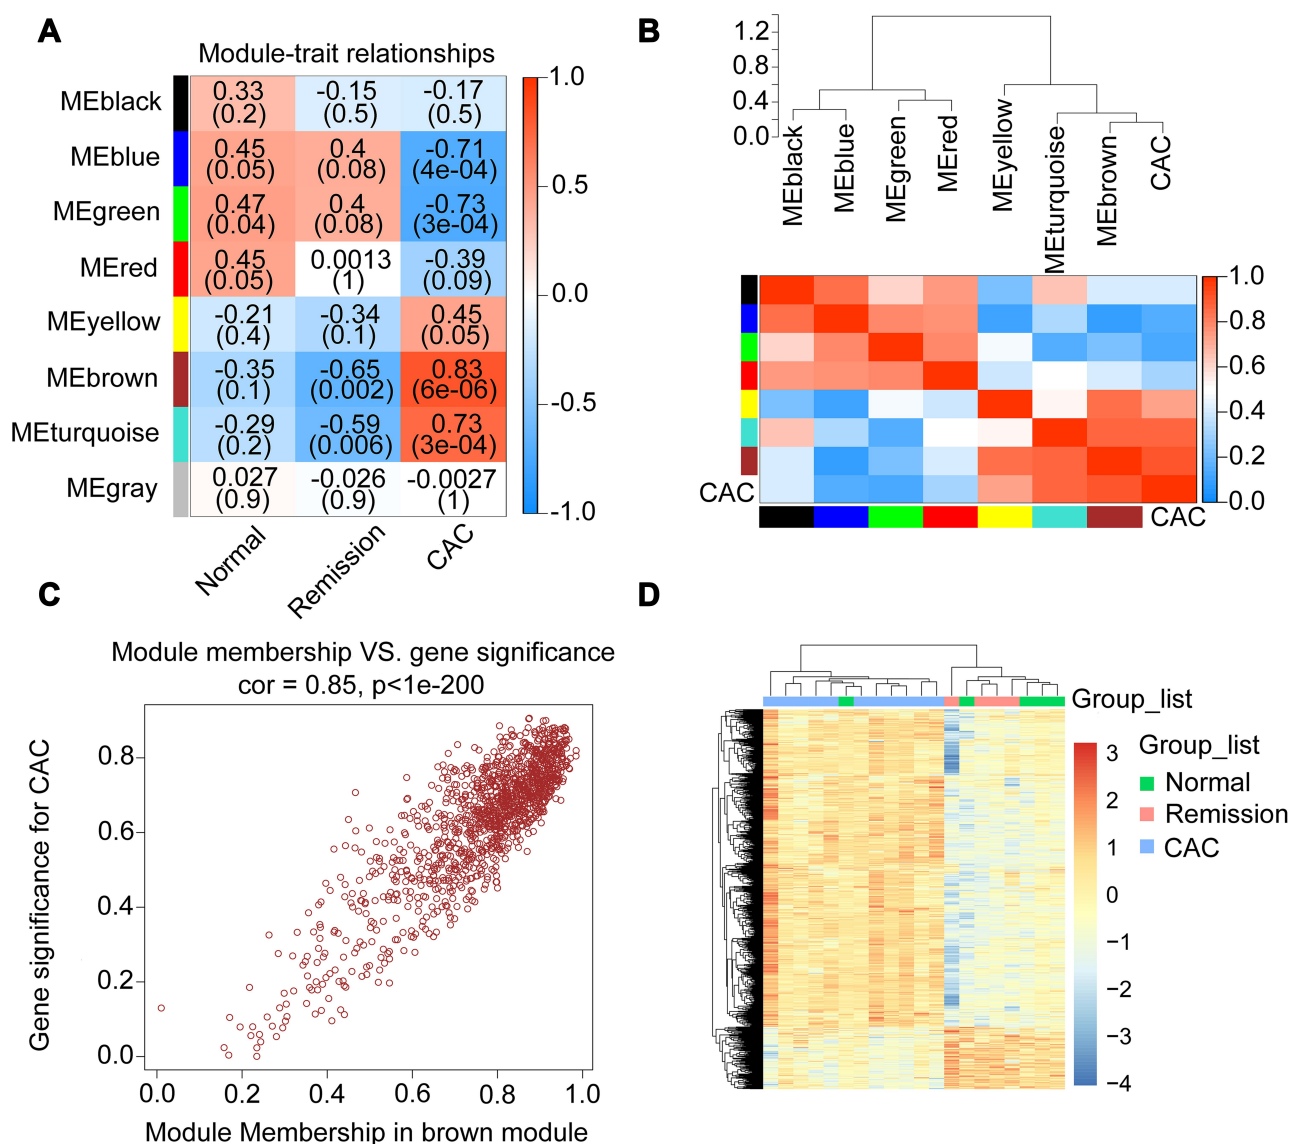 A
Module-trait relationships
MEblack
0.33
(0.2)
-0.15
(0.5)
-0.17
(0.5)
MEblue
0.45
(0.05)
0.4
(0.08)
-0.71
(4e-04)
MEgreen
0.47
(0.04)
0.4
(0.08)
-0.73
(3e-04)
MEred
0.45
(0.05)
0.0013
(1)
-0.39
(0.09)
MEyellow
-0.21
(0.4)
-0.34
(0.1)
0.45
(0.05)
MEbrown
-0.35
(0.1)
-0.65
(0.002)
0.83
(6e-06)
MEturquoise
-0.29
(0.2)
-0.59
(0.006)
0.73
(3e-04)
MEgray
0.027
(0.9)
-0.026
(0.9)
-0.0027
(1)
Normal
Remission
CAC
1.0
0.5
0.0
-0.5
-1.0
B
1.2
0.8
0.4
0.0
MEblack
MEblue
MEgreen
MEred
MEyellow
MEturquoise
MEbrown
CAC
CAC
CAC
1.0
0.8
0.6
0.4
0.2
0.0
C
Module membership VS. gene significance
cor = 0.85, p<1e-200
Gene significance for CAC
0.8
0.6
0.4
0.2
0.0
0.0
0.2
0.4
0.6
0.8
1.0
Module Membership in brown module
D
Group_list
Group_list
Normal
Remission
CAC
3
2
1
0
−1
−2
−3
−4